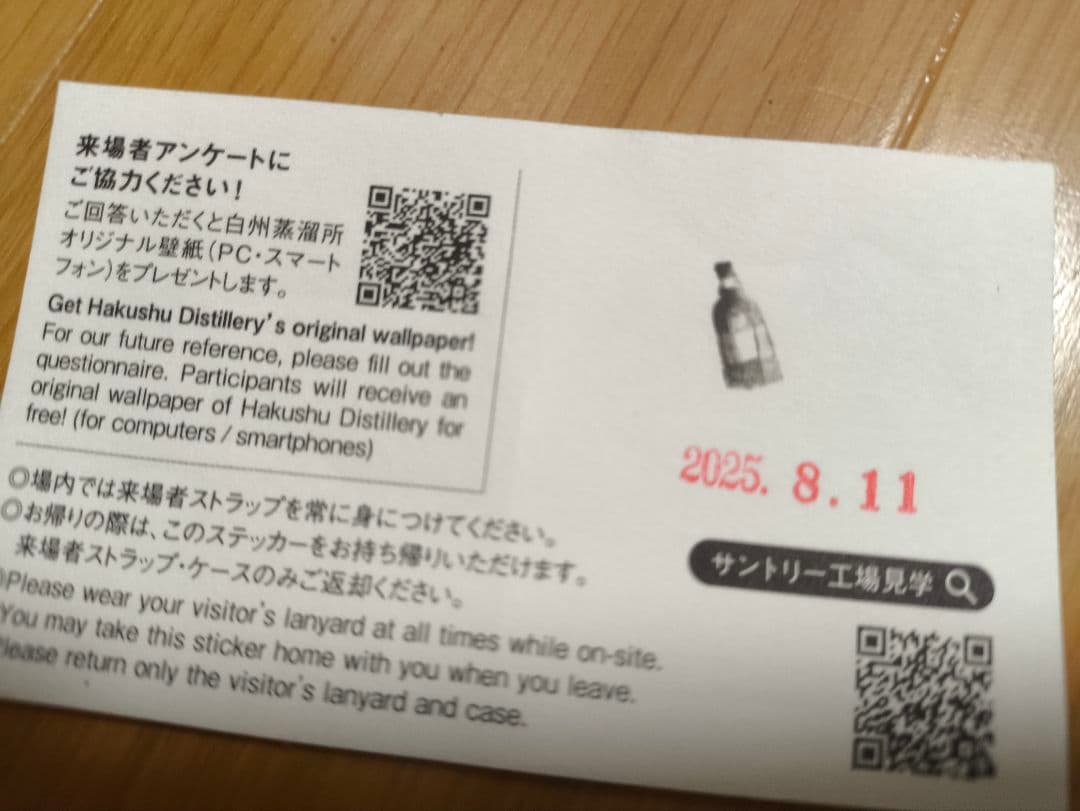 来場者アンケートに
ご協力ください！
ご回答いただくと白州蒸溜所
オリジナル壁紙（PC・スマート
フォン）をプレゼントします。
Get Hakushu Distillery's original wallpaper!
For our future reference, please fill out the
questionnaire. Participants will receive an
original wallpaper of Hakushu Distillery for
free! (for computers / smartphones)
◎場内では来場者ストラップを常に身につけてください。
◎お帰りの際は、このステッカーをお持ち帰りいただけます。
来場者ストラップ・ケースのみご返却ください。
Please wear your visitor's lanyard at all times while on-site.
You may take this sticker home with you when you leave.
Please return only the visitor's lanyard and case.
2025. 8.11
サントリー工場見学